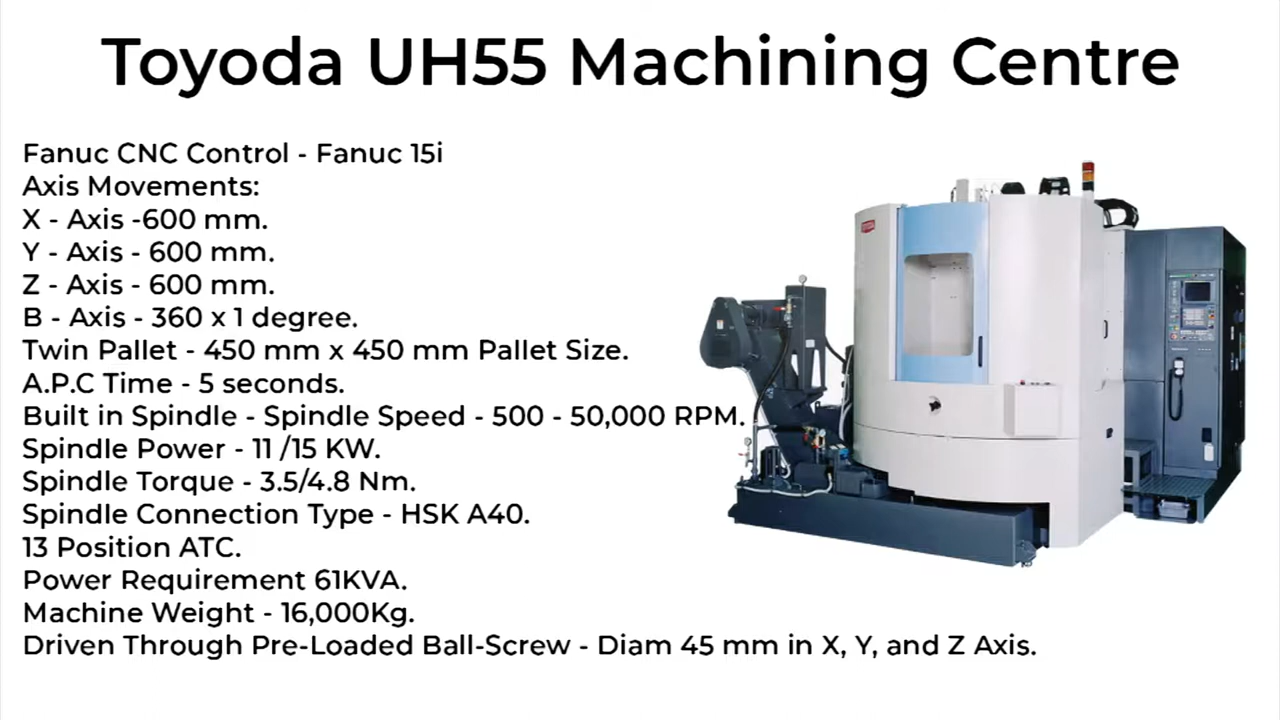 Toyoda UH55 Machining Centre
Fanuc CNC Control - Fanuc 15i
Axis Movements:
X - Axis -600 mm.
Y - Axis - 600 mm.
Z - Axis - 600 mm.
B - Axis - 360 x 1 degree.
Twin Pallet - 450 mm x 450 mm Pallet Size.
A.P.C Time - 5 seconds.
Built in Spindle - Spindle Speed - 500 - 50,000 RPM.
Spindle Power - 11 /15 KW.
Spindle Torque - 3.5/4.8 Nm.
Spindle Connection Type - HSK A40.
13 Position ATC.
Power Requirement 61KVA.
Machine Weight - 16,000Kg.
Driven Through Pre-Loaded Ball-Screw - Diam 45 mm in X, Y, and Z Axis.